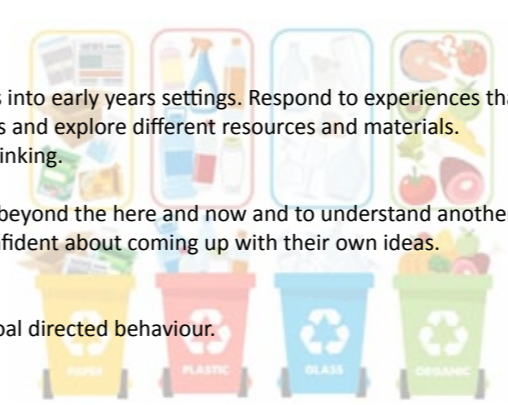 s into early years settings. Respond to experiences tha
s and explore different resources and materials.
inking.
beyond the here and now and to understand another
fident about coming up with their own ideas.
oal directed behaviour.
PAPER
PLASTIC
GLASS
ORGANIC